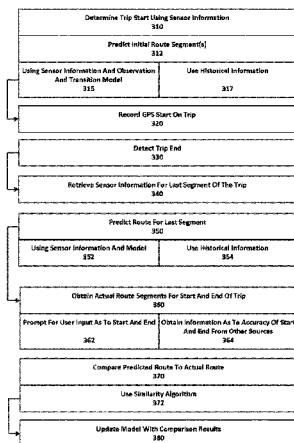 Determine Trip Start Using Sensor Information
310
Predict Initial Route Segment(s)
312
Using Sensor Information And Observation
And Transition Model
315
Use Historical Information
317
Record GPS Start On Trip
320
Detect Trip End
330
Retrieve Sensor Information For Last Segment Of The Trip
340
Predict Route For Last Segment
350
Using Sensor Information And Model
352
Use Historical Information
354
Obtain Actual Route Segments For Start And End Of Trip
360
Prompt For User Input As To Start And End
362
Obtain Information As To Accuracy Of Start
And End From Other Sources
364
Compare Predicted Route To Actual Route
370
Use Similarity Algorithm
372
Update Model With Comparison Results
380